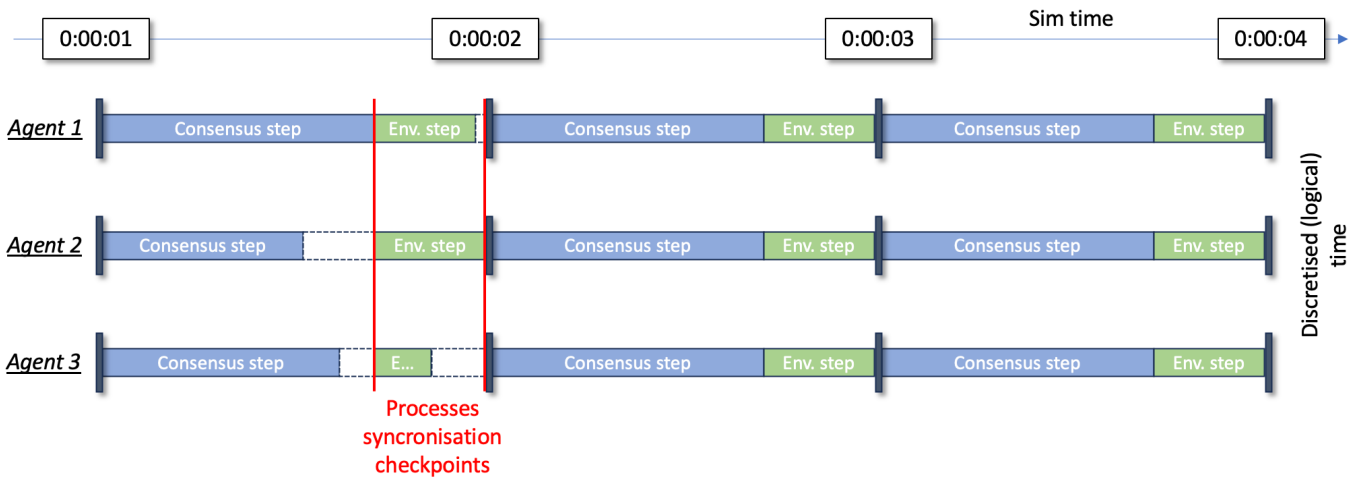 Sim time
0:00:01
0:00:02
0:00:03
0:00:04
Agent 1
Consensus step
Env. step
Consensus step
Env. step
Consensus step
Env. step
Agent 2
Consensus step
Env. step
Consensus step
Env. step
Consensus step
Env. step
Agent 3
Consensus step
E...
Consensus step
Env. step
Consensus step
Env. step
Discretised (logical)
time
Processes
syncronisation
checkpoints